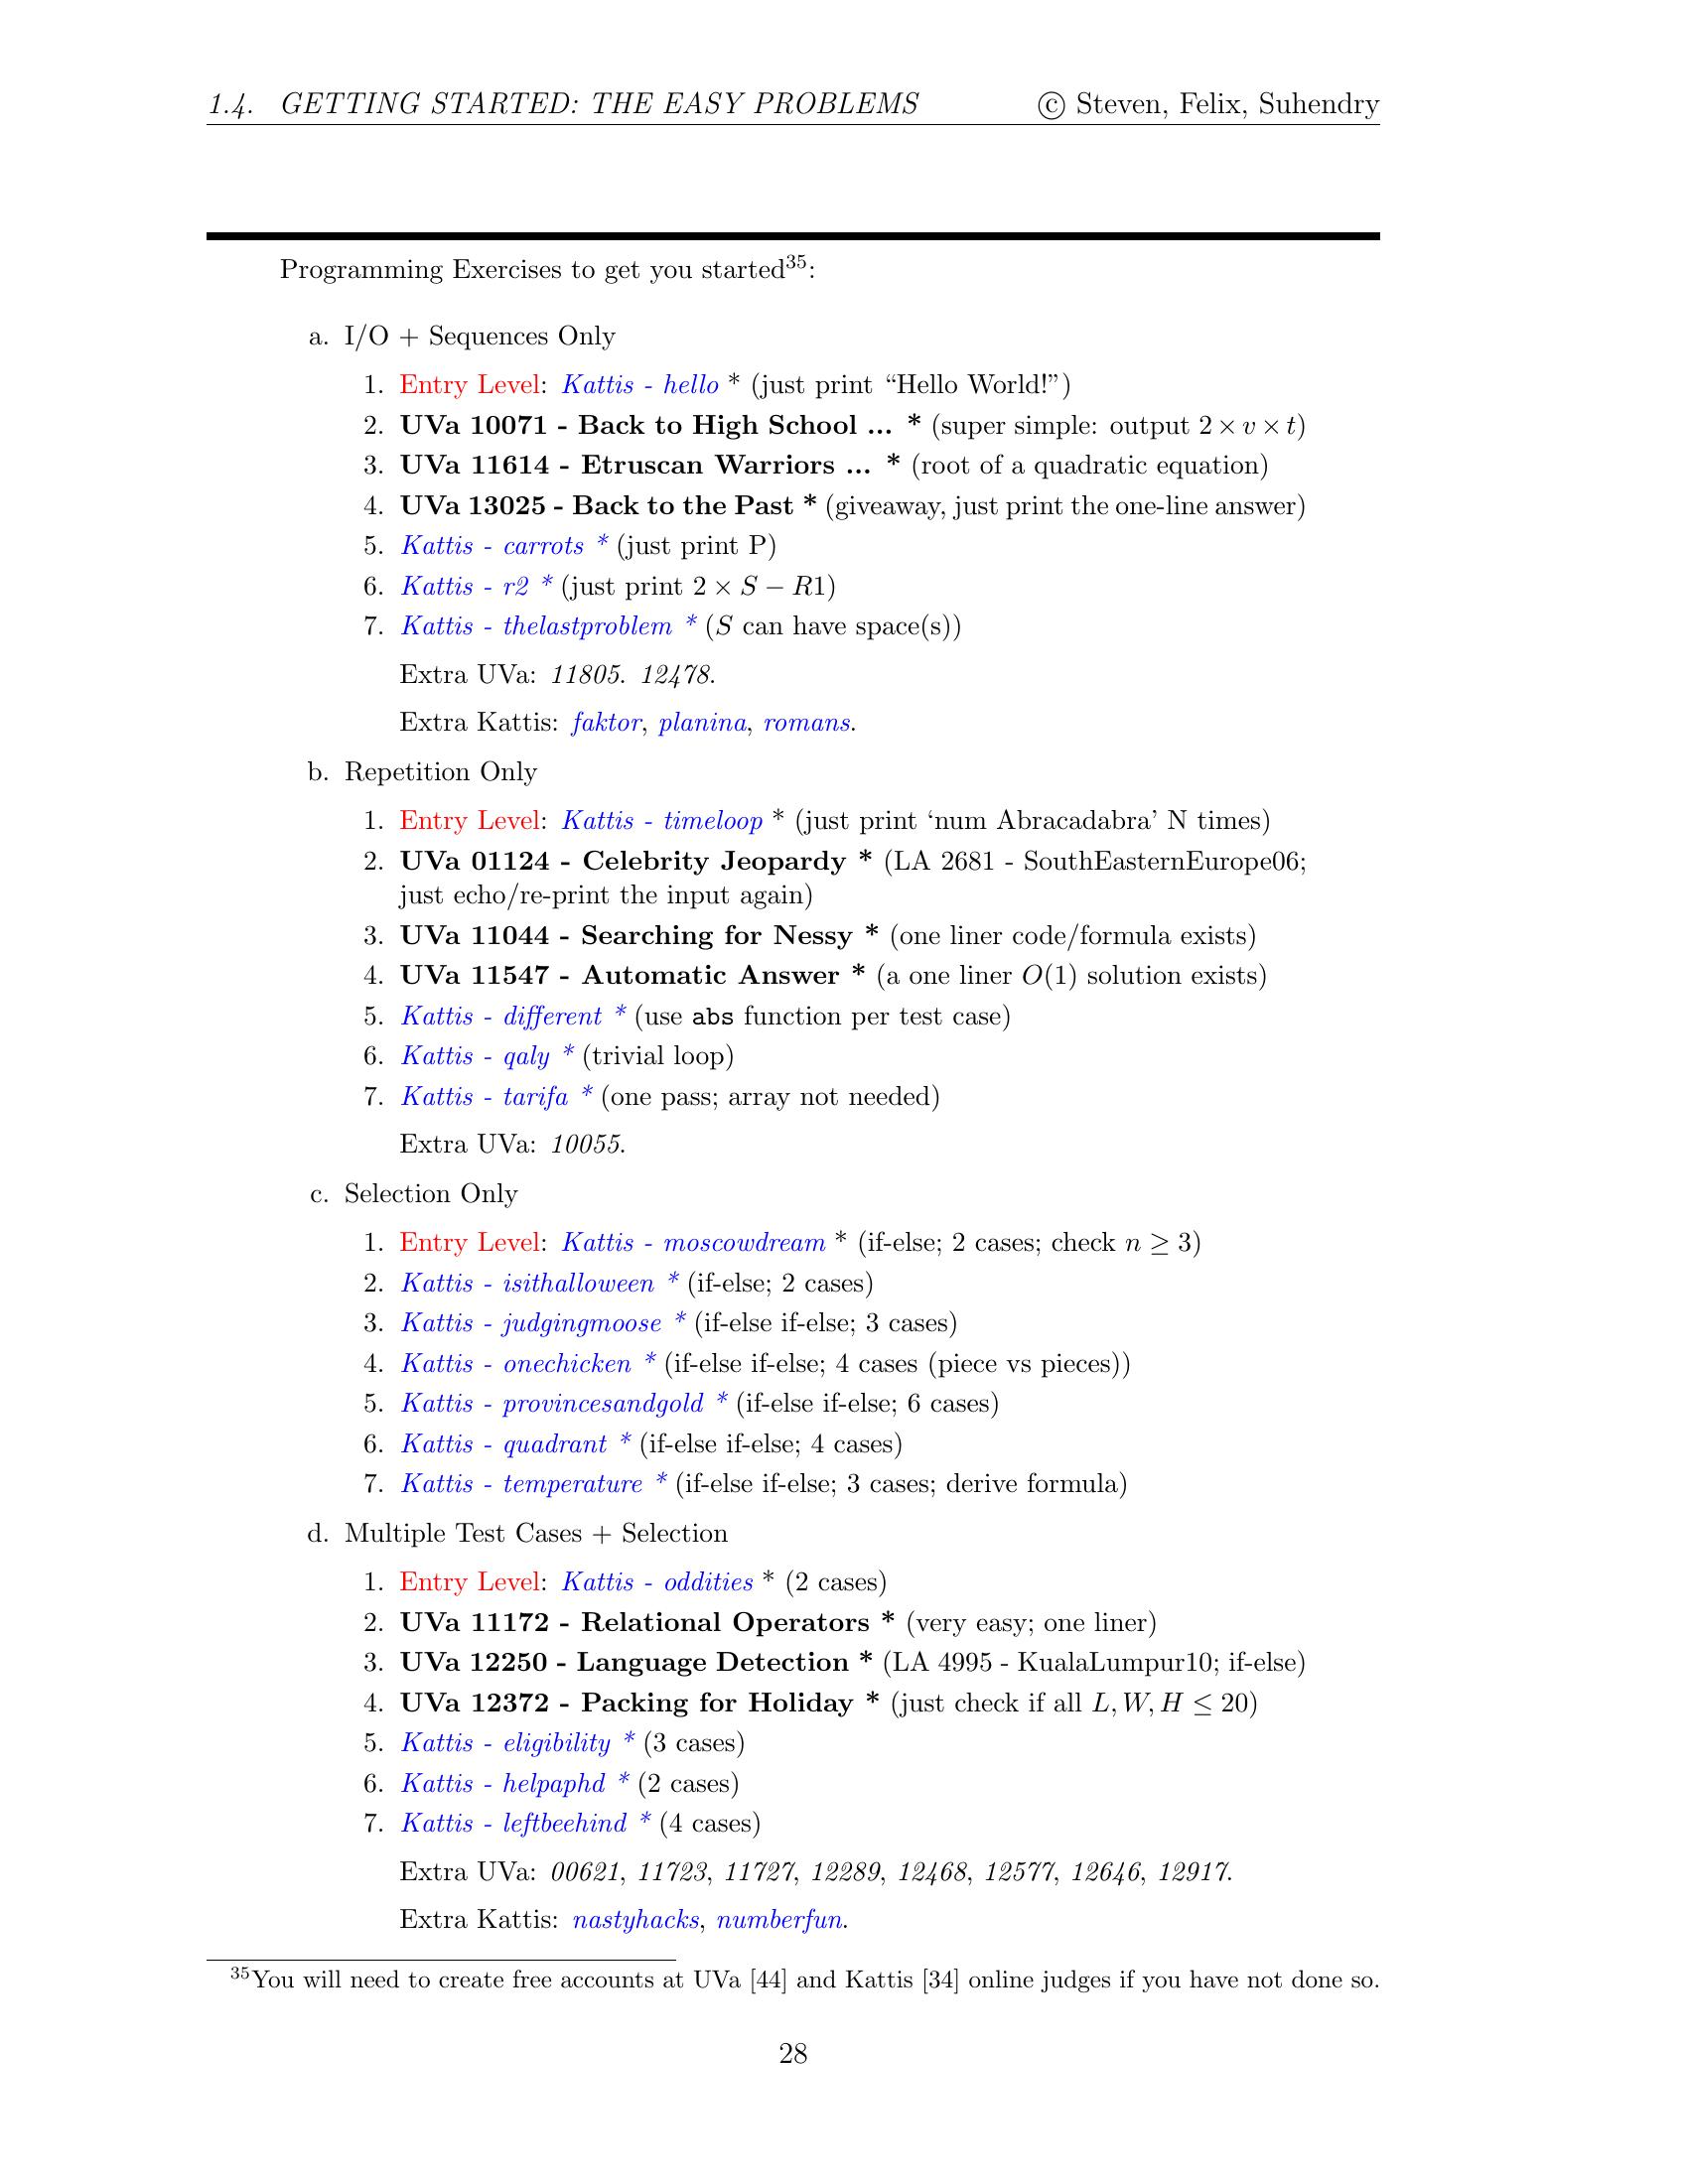 1.4. GETTING STARTED: THE EASY PROBLEMS © Steven, Felix, Suhendry
Programming Exercises to get you started³⁵:
a. I/O + Sequences Only
1. Entry Level: Kattis - hello * (just print “Hello World!”)
2. UVa 10071 - Back to High School ... * (super simple: output 2 × v × t)
3. UVa 11614 - Etruscan Warriors ... * (root of a quadratic equation)
4. UVa 13025 - Back to the Past * (giveaway, just print the one-line answer)
5. Kattis - carrots * (just print P)
6. Kattis - r2 * (just print 2 × S − R1)
7. Kattis - thelastproblem * (S can have space(s))
Extra UVa: 11805. 12478.
Extra Kattis: faktor, planina, romans.
b. Repetition Only
1. Entry Level: Kattis - timeloop * (just print ‘num Abracadabra’ N times)
2. UVa 01124 - Celebrity Jeopardy * (LA 2681 - SouthEasternEurope06;
just echo/re-print the input again)
3. UVa 11044 - Searching for Nessy * (one liner code/formula exists)
4. UVa 11547 - Automatic Answer * (a one liner O(1) solution exists)
5. Kattis - different * (use abs function per test case)
6. Kattis - qaly * (trivial loop)
7. Kattis - tarifa * (one pass; array not needed)
Extra UVa: 10055.
c. Selection Only
1. Entry Level: Kattis - moscowdream * (if-else; 2 cases; check n ≥ 3)
2. Kattis - isithalloween * (if-else; 2 cases)
3. Kattis - judgingmoose * (if-else if-else; 3 cases)
4. Kattis - onechicken * (if-else if-else; 4 cases (piece vs pieces))
5. Kattis - provincesandgold * (if-else if-else; 6 cases)
6. Kattis - quadrant * (if-else if-else; 4 cases)
7. Kattis - temperature * (if-else if-else; 3 cases; derive formula)
d. Multiple Test Cases + Selection
1. Entry Level: Kattis - oddities * (2 cases)
2. UVa 11172 - Relational Operators * (very easy; one liner)
3. UVa 12250 - Language Detection * (LA 4995 - KualaLumpur10; if-else)
4. UVa 12372 - Packing for Holiday * (just check if all L, W, H ≤ 20)
5. Kattis - eligibility * (3 cases)
6. Kattis - helpaphd * (2 cases)
7. Kattis - leftbeehind * (4 cases)
Extra UVa: 00621, 11723, 11727, 12289, 12468, 12577, 12646, 12917.
Extra Kattis: nastyhacks, numberfun.
³⁵You will need to create free accounts at UVa [44] and Kattis [34] online judges if you have not done so.
28